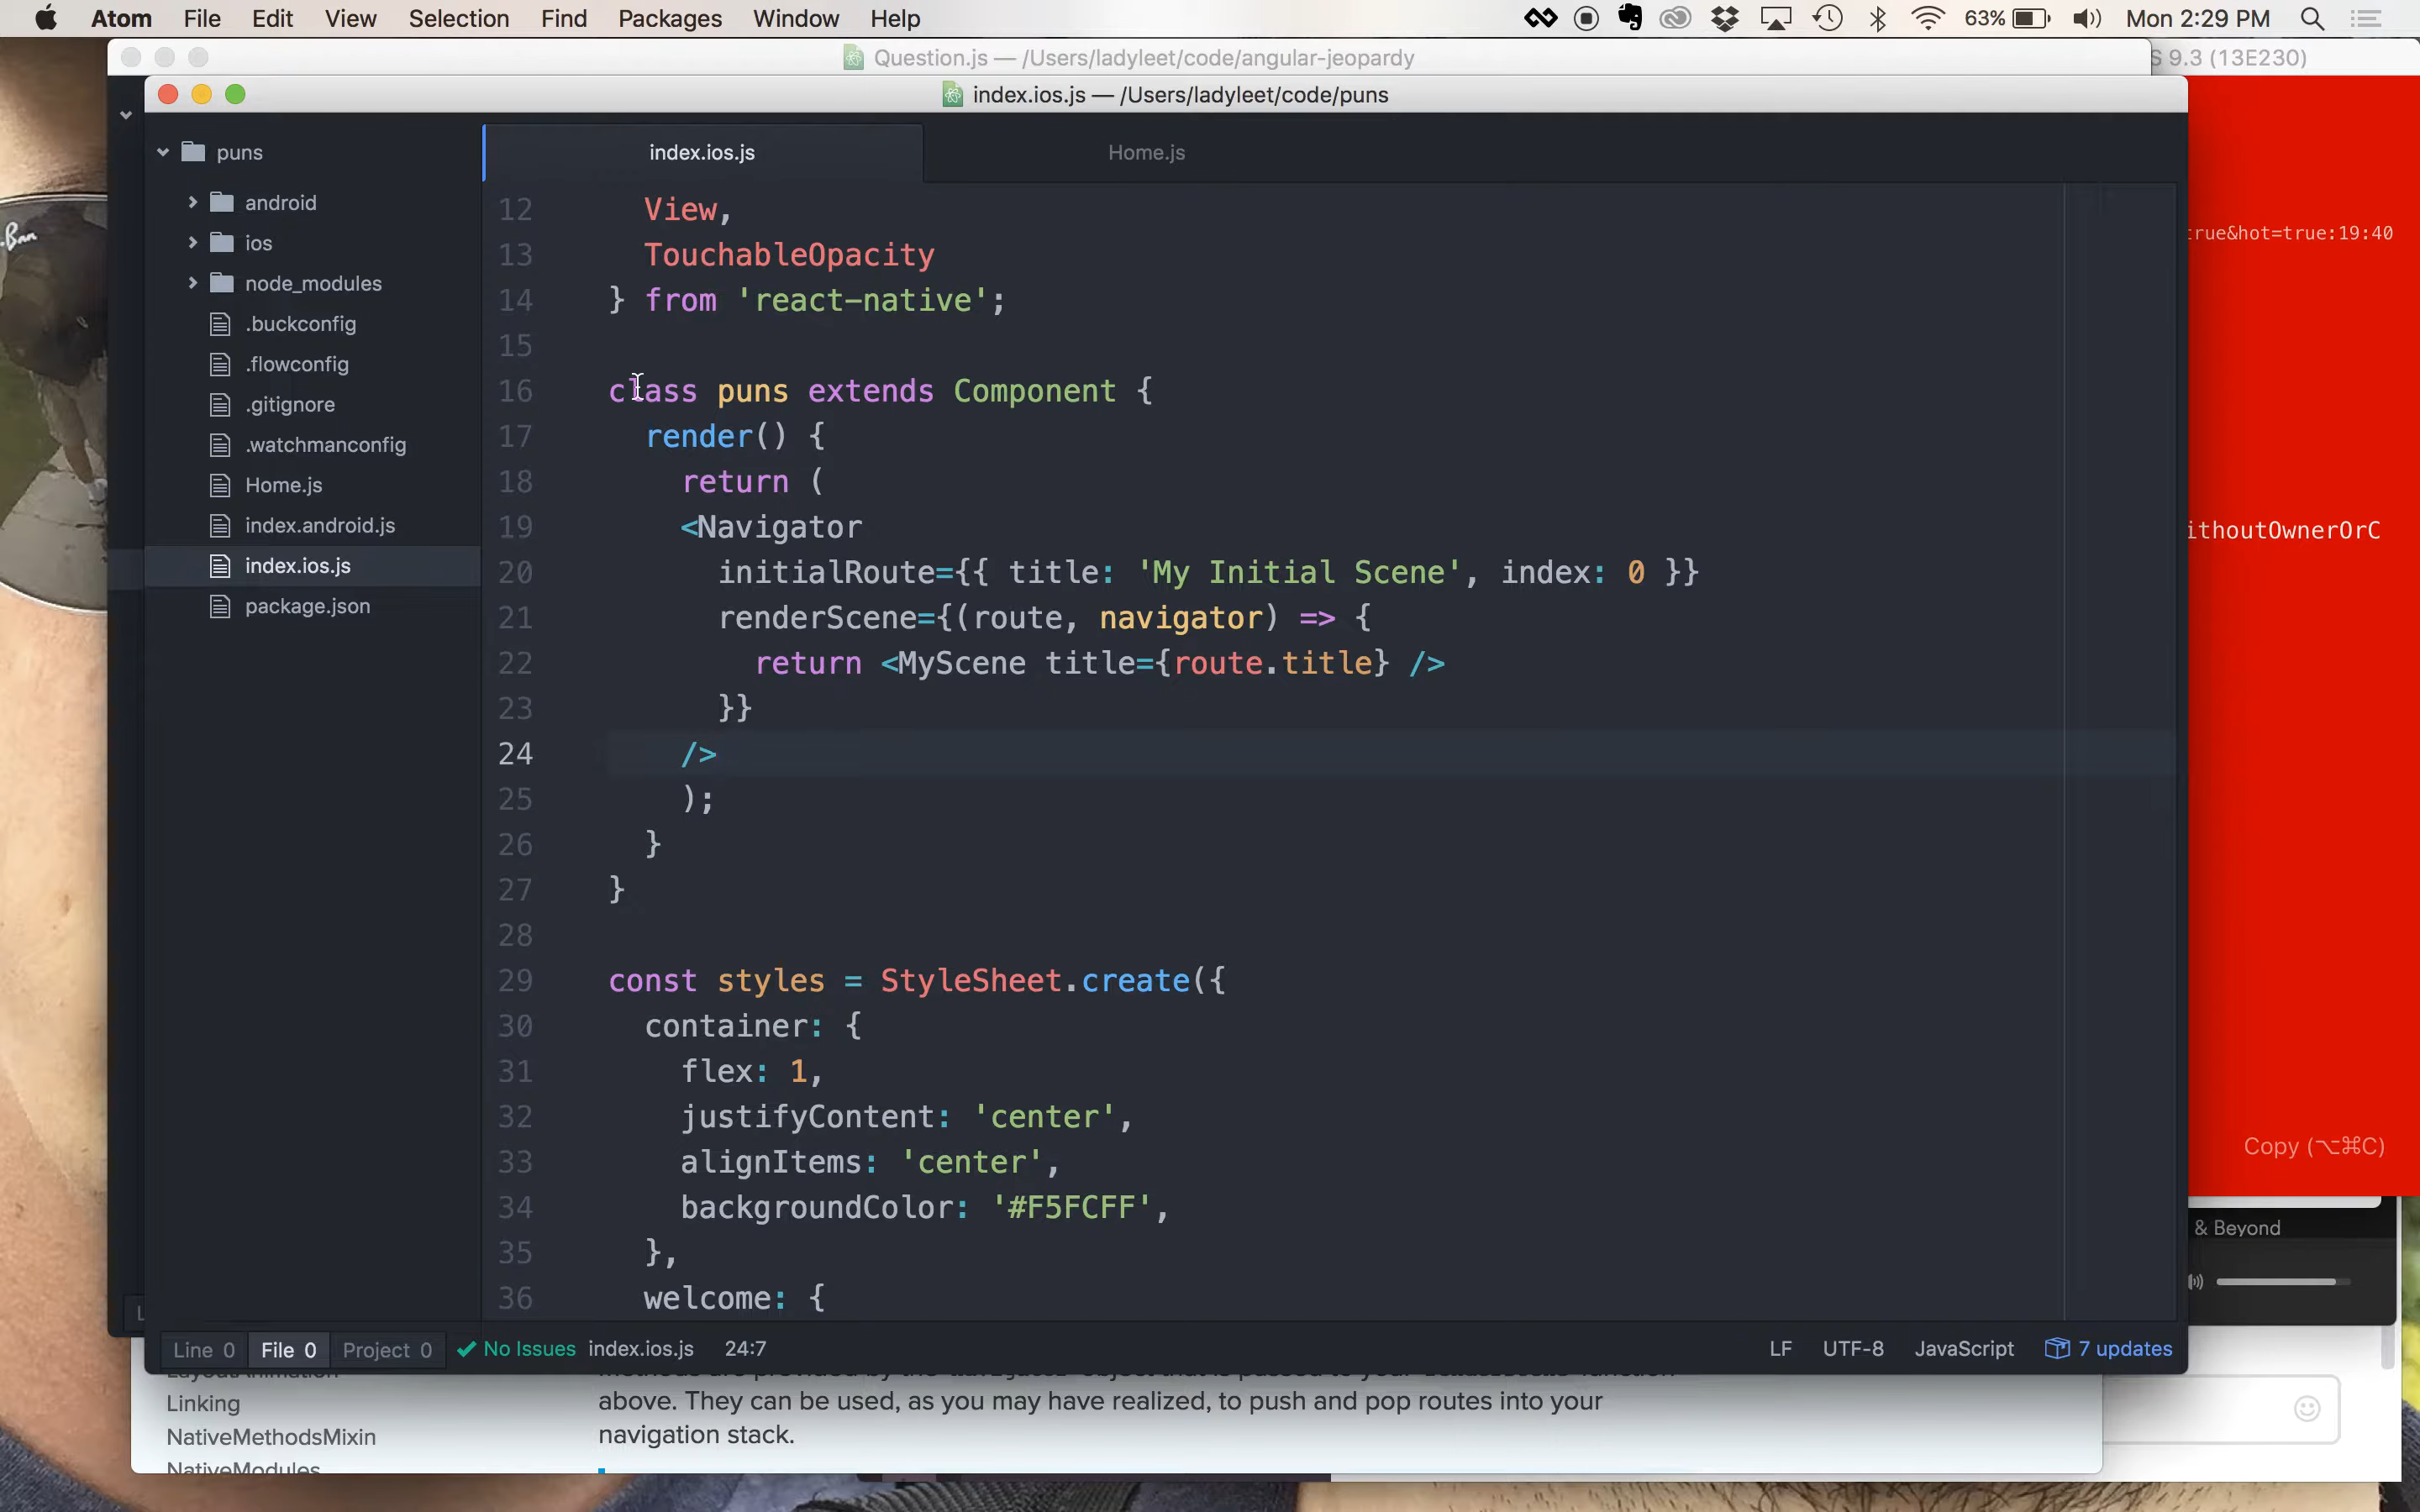 Atom File Edit View Selection Find Packages Window Help 63% Mon 2:29 PM
Question.js — /Users/ladyleet/code/angular-jeopardy
S 9.3 (13E230)
index.ios.js — /Users/ladyleet/code/puns
puns
android
ios
node_modules
.buckconfig
.flowconfig
.gitignore
.watchmanconfig
Home.js
index.android.js
index.ios.js
package.json
index.ios.js Home.js
12 View,
13 TouchableOpacity
14 } from 'react-native';
15
16 class puns extends Component {
17 render() {
18 return (
19 <Navigator
20 initialRoute={{ title: 'My Initial Scene', index: 0 }}
21 renderScene={(route, navigator) => {
22 return <MyScene title={route.title} />
23 }}
24 />
25 );
26 }
27 }
28
29 const styles = StyleSheet.create({
30 container: {
31 flex: 1,
32 justifyContent: 'center',
33 alignItems: 'center',
34 backgroundColor: '#F5FCFF',
35 },
36 welcome: {
Line 0 File 0 Project 0 No Issues index.ios.js 24:7 LF UTF-8 JavaScript 7 updates
true&hot=true:19:40
ithoutOwnerOrC
Copy (⌥⌘C)
& Beyond
Linking
NativeMethodsMixin
NativeModules
above. They can be used, as you may have realized, to push and pop routes into your
navigation stack.
Ray-Ban